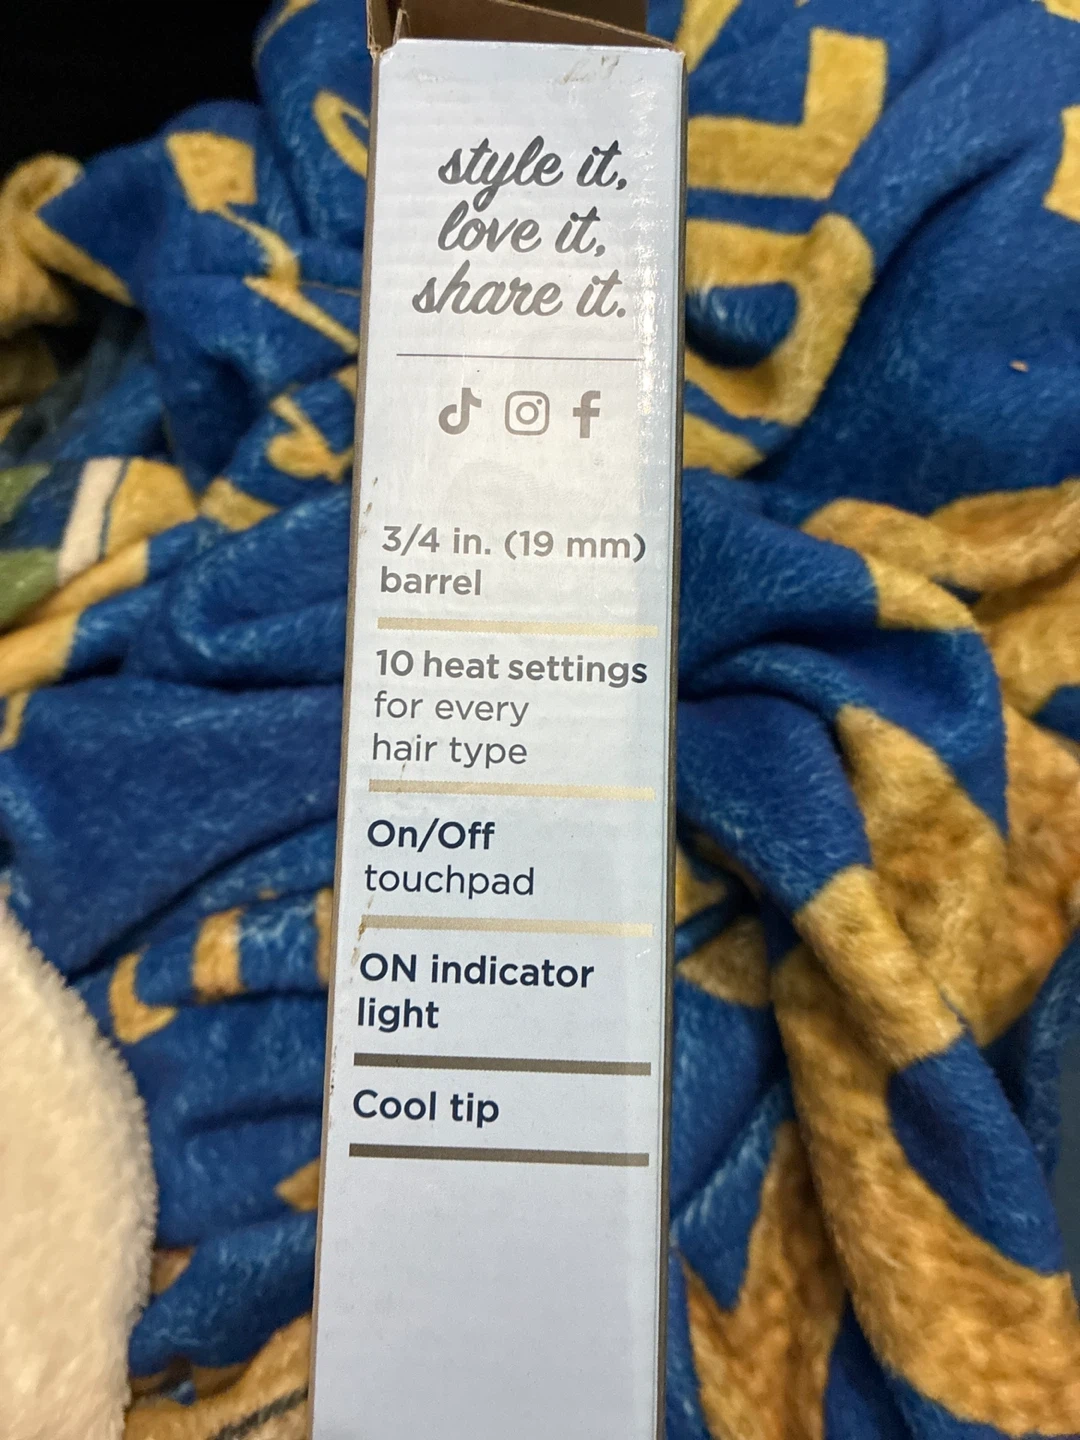 style it,
love it,
share it.
3/4 in. (19 mm)
barrel
10 heat settings
for every
hair type
On/Off
touchpad
ON indicator
light
Cool tip